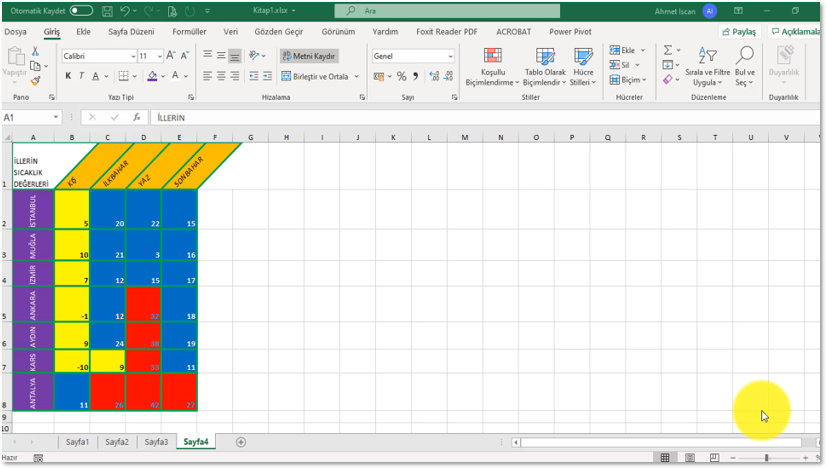 Otomatik Kaydet Kitap1.xlsx Ara Ahmet Iscan AI
Dosya Giriş Ekle Sayfa Düzeni Formüller Veri Gözden Geçir Görünüm Yardım Foxit Reader PDF ACROBAT Power Pivot Paylaş Açıklamala
Yapıştır
Calibri 11
K T A
Metni Kaydır
Birleştir ve Ortala
Genel
Koşullu Biçimlendirme
Tablo Olarak Biçimlendir
Hücre Stilleri
Ekle
Sil
Biçim
Sırala ve Filtre Uygula
Bul ve Seç
Duyarlılık
Pano Yazı Tipi Hizalama Sayı Stiller Hücreler Düzenleme Duyarlılık
A1 fx İLLERİN
A B C D E F G H I J K L M N O P Q R S T U V
1 İLLERİN
SICAKLIK
DEĞERLERİ
KIŞ İLKBAHAR YAZ SONBAHAR
2 İSTANBUL 5 20 22 15
3 MUĞLA 10 21 3 16
4 İZMİR 7 12 15 17
5 ANKARA -1 12 32 18
6 AYDIN 9 24 19
7 KARS -10 9 11
8 ANTALYA 11 26 42 27
9
10
Sayfa1 Sayfa2 Sayfa3 Sayfa4
Hazır